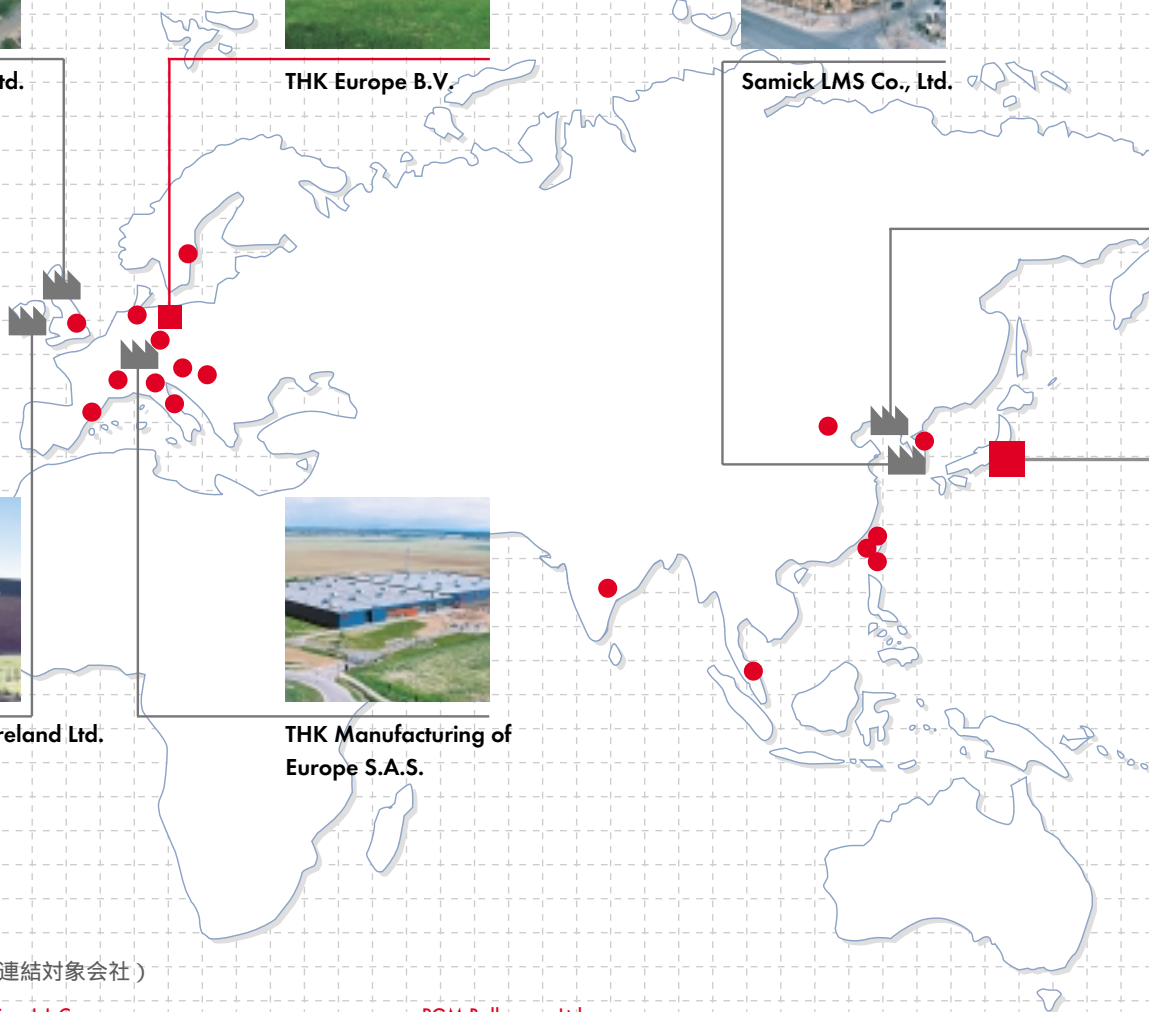 td.
THK Europe B.V.
Samick LMS Co., Ltd.
reland Ltd.
THK Manufacturing of
Europe S.A.S.
連結対象会社）